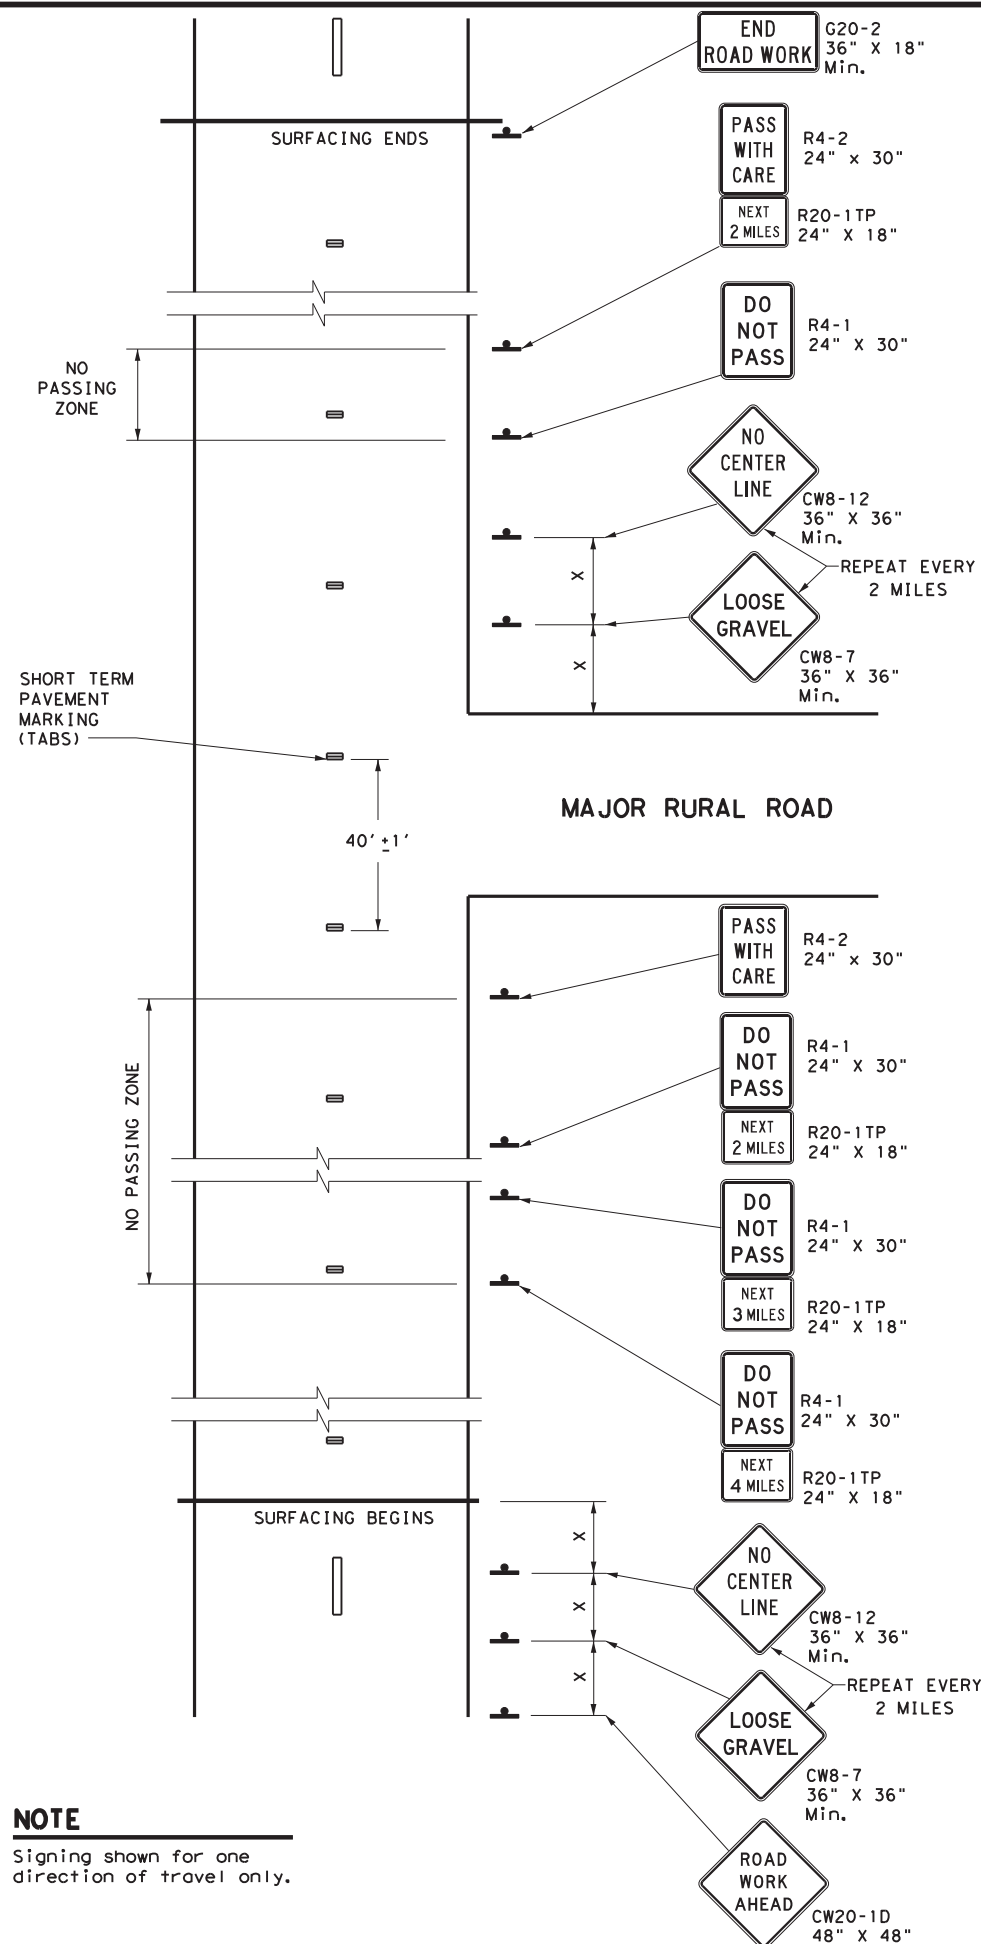 END
ROAD WORK
G20-2
36" X 18"
Min.
SURFACING ENDS
PASS
WITH
CARE
R4-2
24" x 30"
NEXT
2 MILES
R20-1TP
24" X 18"
DO
NOT
PASS
R4-1
24" X 30"
NO
PASSING
ZONE
NO
CENTER
LINE
CW8-12
36" X 36"
Min.
X
REPEAT EVERY
2 MILES
LOOSE
GRAVEL
CW8-7
36" X 36"
Min.
X
SHORT TERM
PAVEMENT
MARKING
(TABS)
MAJOR RURAL ROAD
40' ±1'
PASS
WITH
CARE
R4-2
24" x 30"
NO PASSING ZONE
DO
NOT
PASS
R4-1
24" X 30"
NEXT
2 MILES
R20-1TP
24" X 18"
DO
NOT
PASS
R4-1
24" X 30"
NEXT
3 MILES
R20-1TP
24" X 18"
DO
NOT
PASS
R4-1
24" X 30"
NEXT
4 MILES
R20-1TP
24" X 18"
SURFACING BEGINS
X
NO
CENTER
LINE
CW8-12
36" X 36"
Min.
X
X
REPEAT EVERY
2 MILES
LOOSE
GRAVEL
CW8-7
36" X 36"
Min.
NOTE
Signing shown for one
direction of travel only.
ROAD
WORK
AHEAD
CW20-1D
48" X 48"